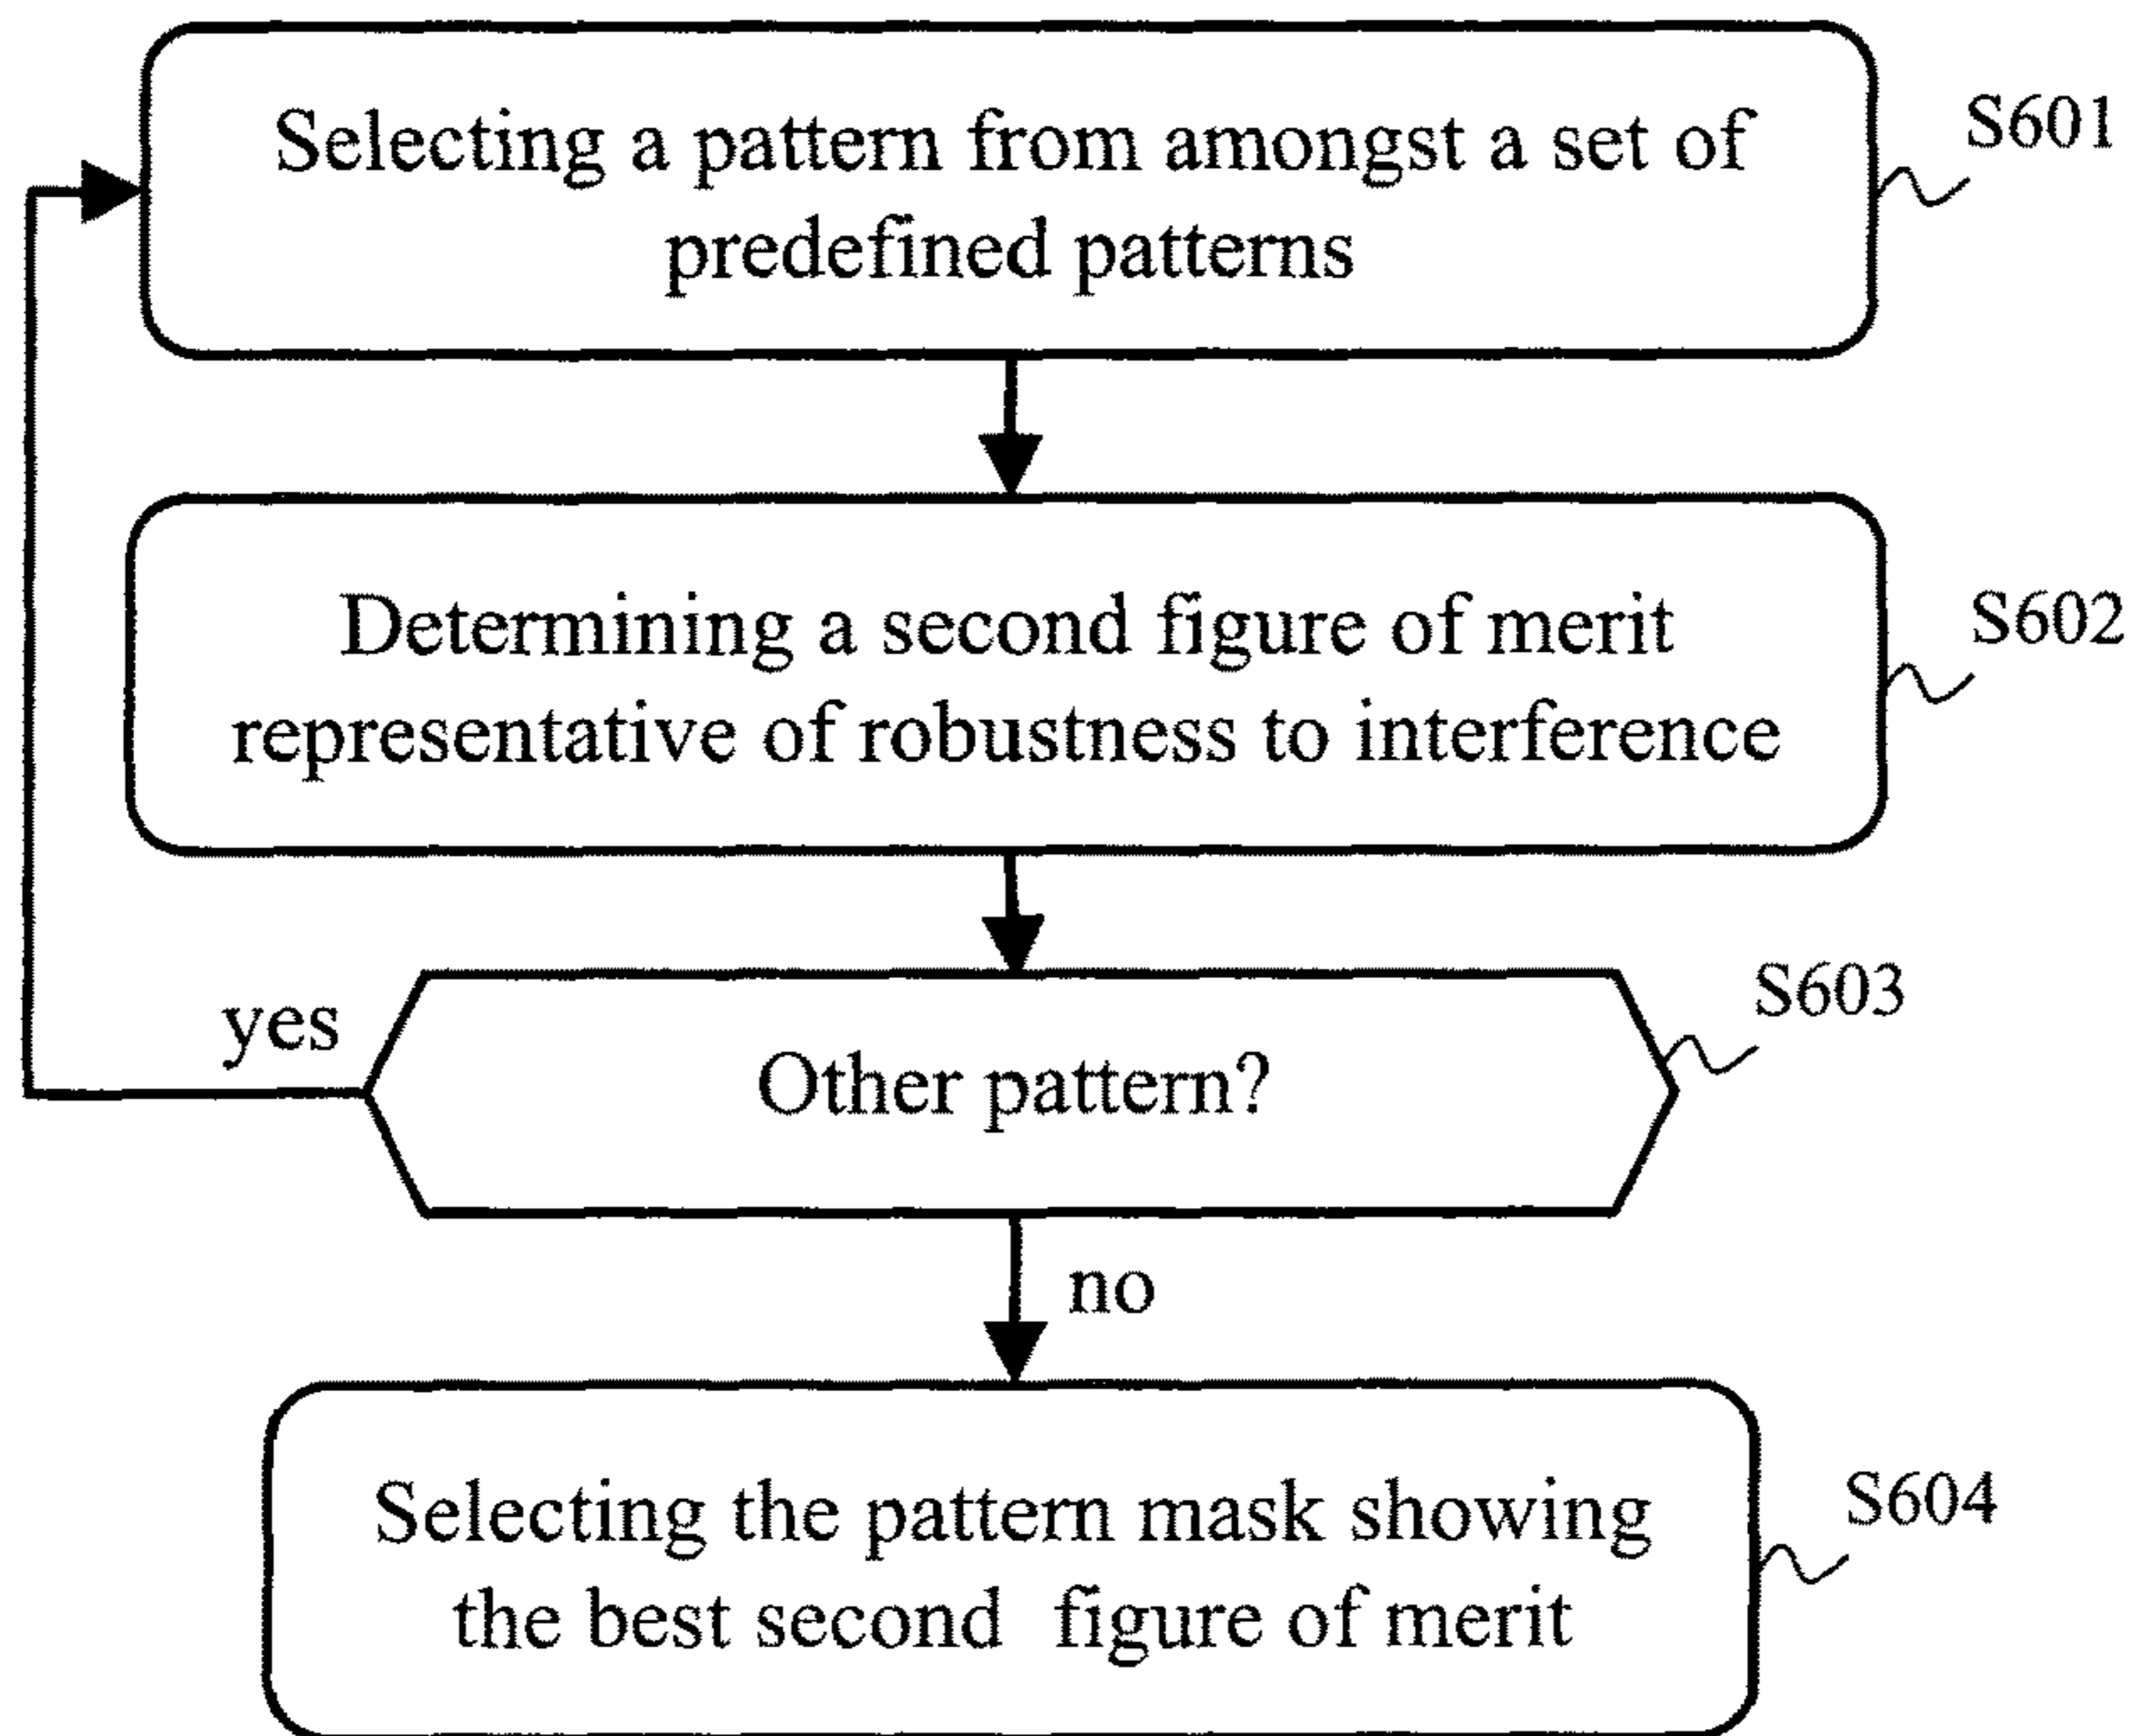 Selecting a pattern from amongst a set of
predefined patterns
S601
Determining a second figure of merit
representative of robustness to interference
S602
Other pattern?
S603
yes
no
Selecting the pattern mask showing
the best second figure of merit
S604